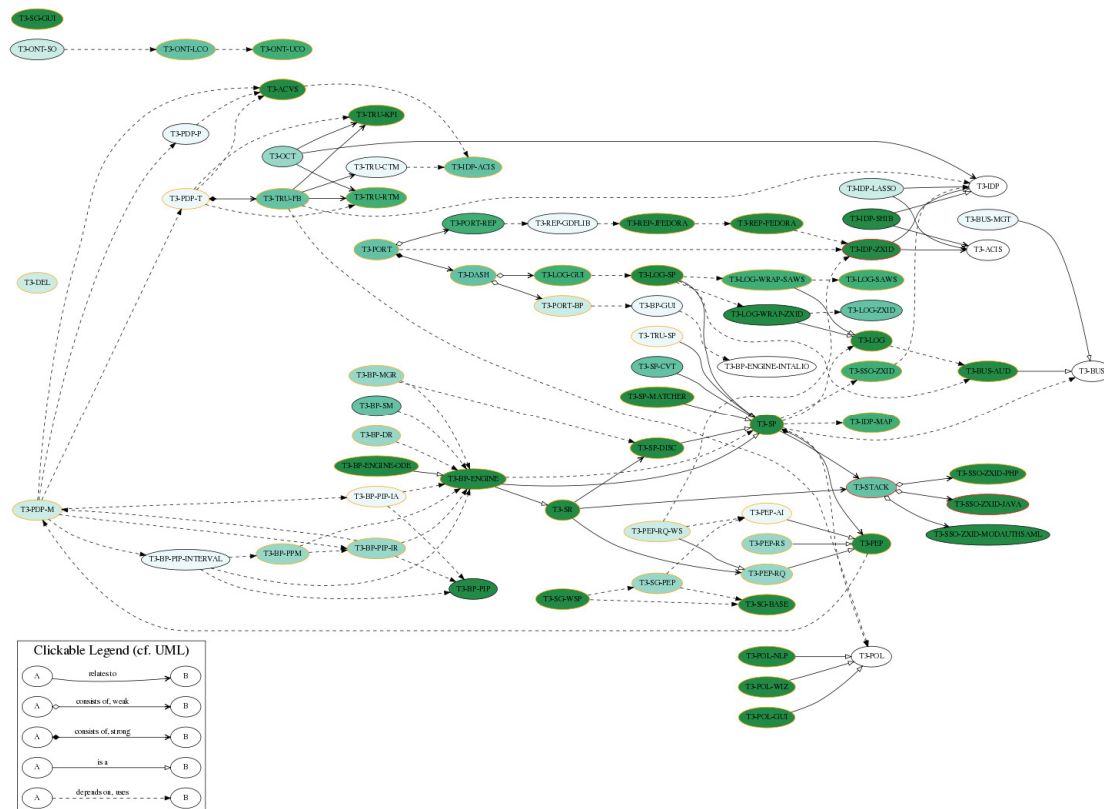 T3-SG-GUI
T3-ONT-SO
T3-ONT-LCO
T3-ONT-UCO
T3-ACVS
T3-TRU-KPI
T3-PDP-P
T3-OCT
T3-TRU-CTM
T3-IDP-ACIS
T3-PDP-T
T3-TRU-FB
T3-TRU-RTM
T3-IDP-LASSO
T3-IDP
T3-IDP-SHIB
T3-BUS-MGT
T3-PORT-REP
T3-REP-GDFLIB
T3-REP-JFEDORA
T3-REP-FEDORA
T3-PORT
T3-IDP-ZXID
T3-ACIS
T3-DEL
T3-DASH
T3-LOG-GUI
T3-LOG-SP
T3-LOG-WRAP-SAWS
T3-LOG-SAWS
T3-PORT-BP
T3-BP-GUI
T3-LOG-WRAP-ZXID
T3-LOG-ZXID
T3-TRU-SP
T3-LOG
T3-SP-CVT
T3-BP-ENGINE-INTALIO
T3-SSO-ZXID
T3-BUS-AUD
T3-BUS
T3-BP-MGR
T3-SP-MATCHER
T3-BP-SM
T3-SP
T3-IDP-MAP
T3-BP-DR
T3-SP-DISC
T3-BP-ENGINE-ODE
T3-BP-ENGINE
T3-STACK
T3-SSO-ZXID-PHP
T3-BP-PIP-IA
T3-SSO-ZXID-JAVA
T3-PDP-M
T3-SR
T3-PEP-AI
T3-PEP-RQ-WS
T3-SSO-ZXID-MODAUTHSAML
T3-BP-PIP-INTERVAL
T3-BP-PPM
T3-BP-PIP-IR
T3-PEP-RS
T3-PEP
T3-PEP-RQ
T3-BP-PIP
T3-SG-WSP
T3-SG-PEP
T3-SG-BASE
T3-POL-NLP
T3-POL
T3-POL-WIZ
T3-POL-GUI
Clickable Legend (cf. UML)
A relates to B
A consists of, weak B
A consists of, strong B
A is a B
A depends on, uses B